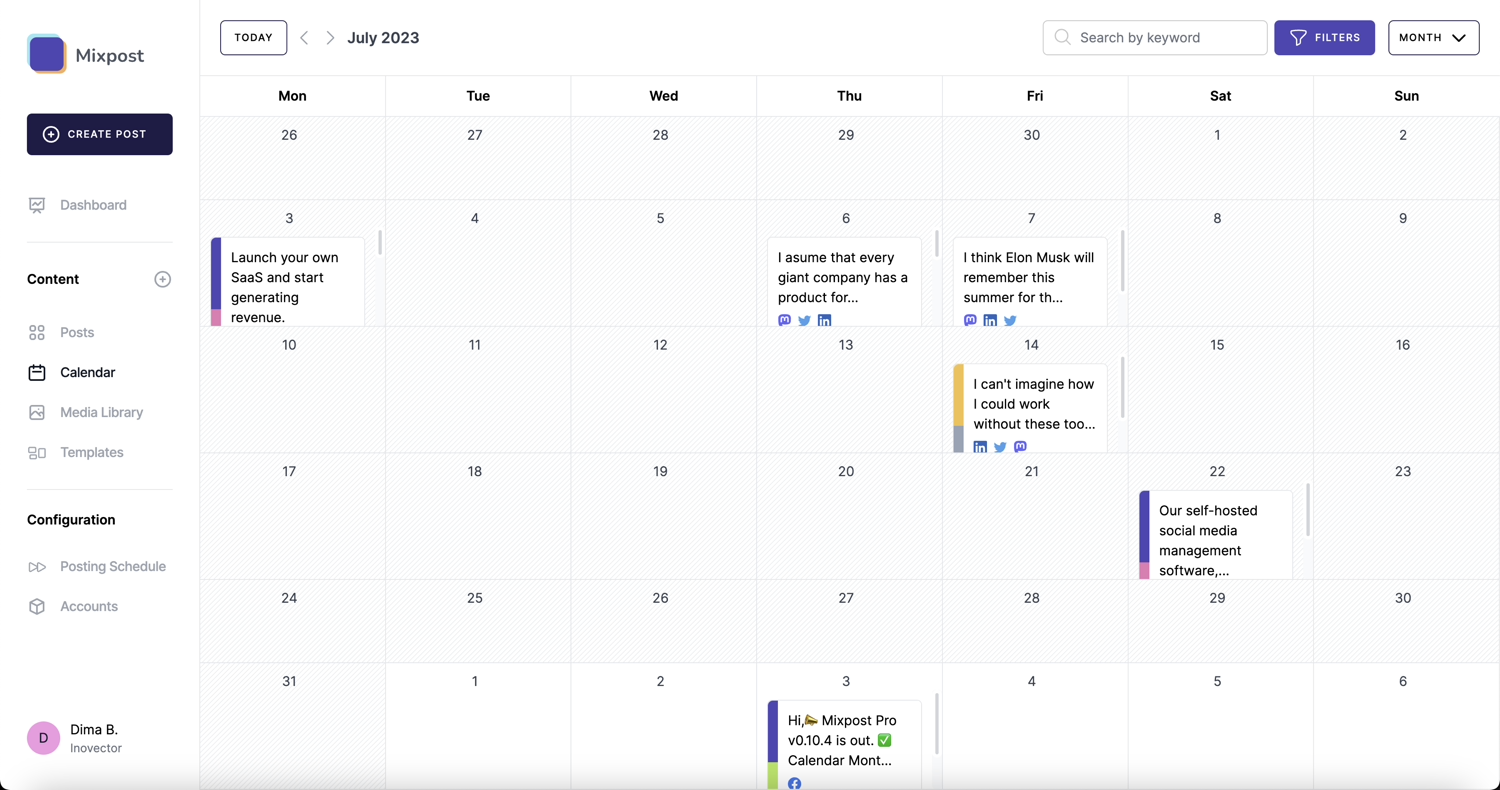 Mixpost
CREATE POST
Dashboard
Content
Posts
Calendar
Media Library
Templates
Configuration
Posting Schedule
Accounts
D
Dima B.
Inovector
TODAY
July 2023
Search by keyword
FILTERS
MONTH
Mon Tue Wed Thu Fri Sat Sun
26 27 28 29 30 1 2
3 4 5 6 7 8 9
Launch your own
SaaS and start
generating
revenue.
I asume that every
giant company has a
product for...
I think Elon Musk will
remember this
summer for th...
10 11 12 13 14 15 16
I can't imagine how
I could work
without these too...
17 18 19 20 21 22 23
Our self-hosted
social media
management
software,...
24 25 26 27 28 29 30
31 1 2 3 4 5 6
Hi,📣 Mixpost Pro
v0.10.4 is out. ✅
Calendar Mont...